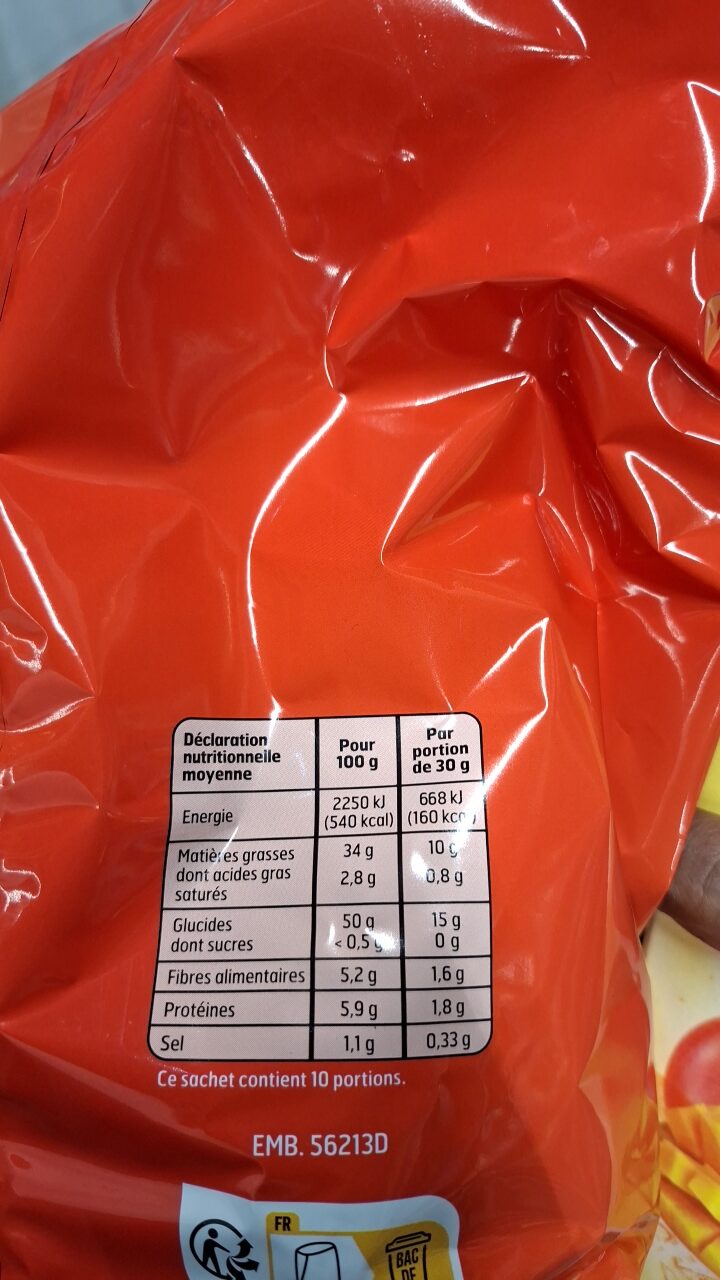 Déclaration nutritionnelle moyenne Pour 100 g Par portion de 30 g
Energie 2250 kJ (540 kcal) 668 kJ (160
Matières grasses 34 g 10 g
dont acides gras saturés 2,8 g 0,8 g
Glucides 50 g 15 g
dont sucres < 0,5 0 g
Fibres alimentaires 5,2 g 1,6 g
Protéines 5,9 g 1,8 g
Sel 1,1 g 0,33 g
Ce sachet contient 10 portions.
EMB. 56213D
FR
BAC
DE